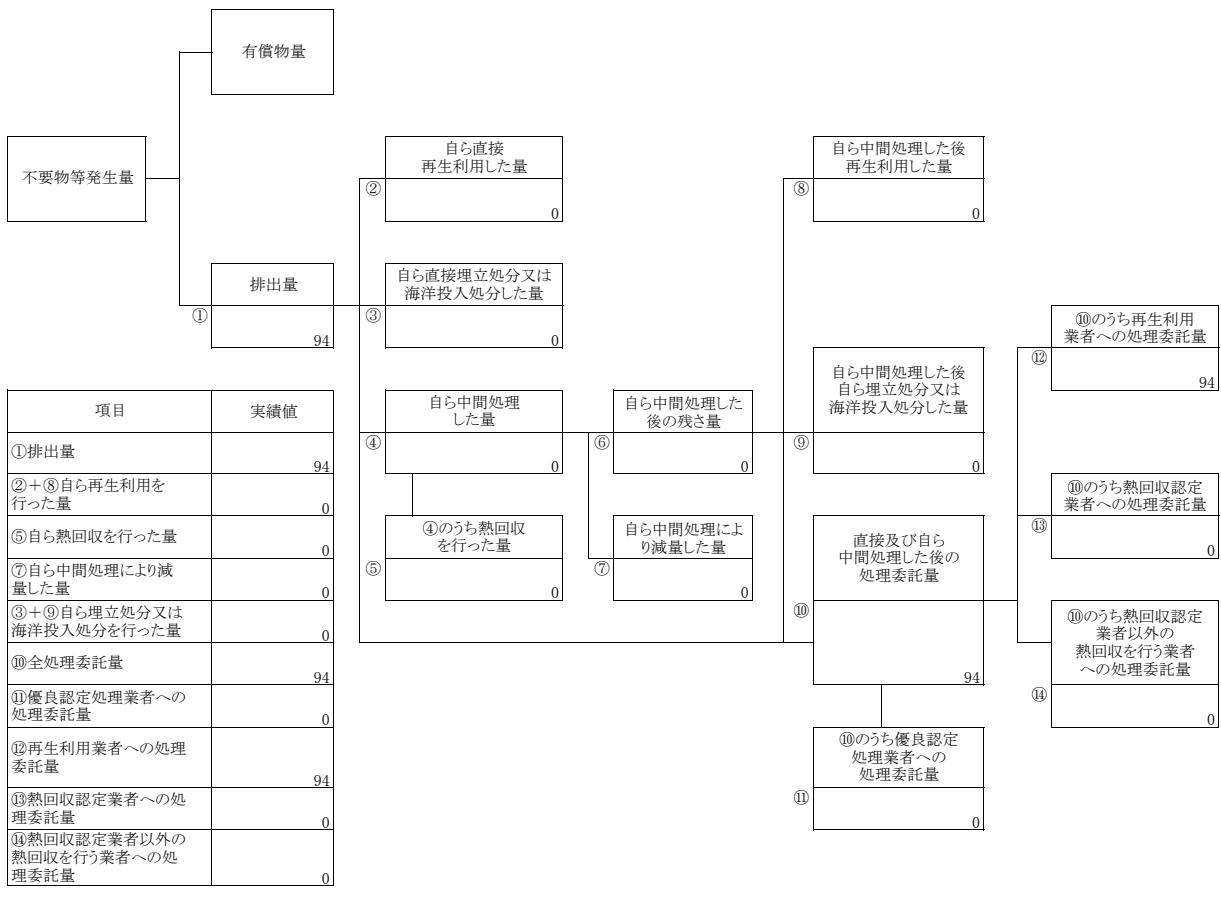 有償物量
不要物等発生量
自ら直接
再生利用した量
②
0
自ら中間処理した後
再生利用した量
⑧
0
排出量
①
94
自ら直接埋立処分又は
海洋投入処分した量
③
0
⑩のうち再生利用
業者への処理委託量
⑫
94
自ら中間処理
した量
④
0
自ら中間処理した
後の残さ量
⑥
0
自ら中間処理した後
自ら埋立処分又は
海洋投入処分した量
⑨
0
⑩のうち熱回収認定
業者への処理委託量
⑬
0
④のうち熱回収
を行った量
⑤
0
自ら中間処理によ
り減量した量
⑦
0
直接及び自ら
中間処理した後の
処理委託量
⑩
94
⑩のうち熱回収認定
業者以外の
熱回収を行う業者
への処理委託量
⑭
0
⑩のうち優良認定
処理業者への
処理委託量
⑪
0
項目 実績値
①排出量
94
②+⑧自ら再生利用を
行った量
0
⑤自ら熱回収を行った量
0
⑦自ら中間処理により減
量した量
0
③+⑨自ら埋立処分又は
海洋投入処分を行った量
0
⑩全処理委託量
94
⑪優良認定処理業者への
処理委託量
0
⑫再生利用業者への処理
委託量
94
⑬熱回収認定業者への処
理委託量
0
⑭熱回収認定業者以外の
熱回収を行う業者への処
理委託量
0